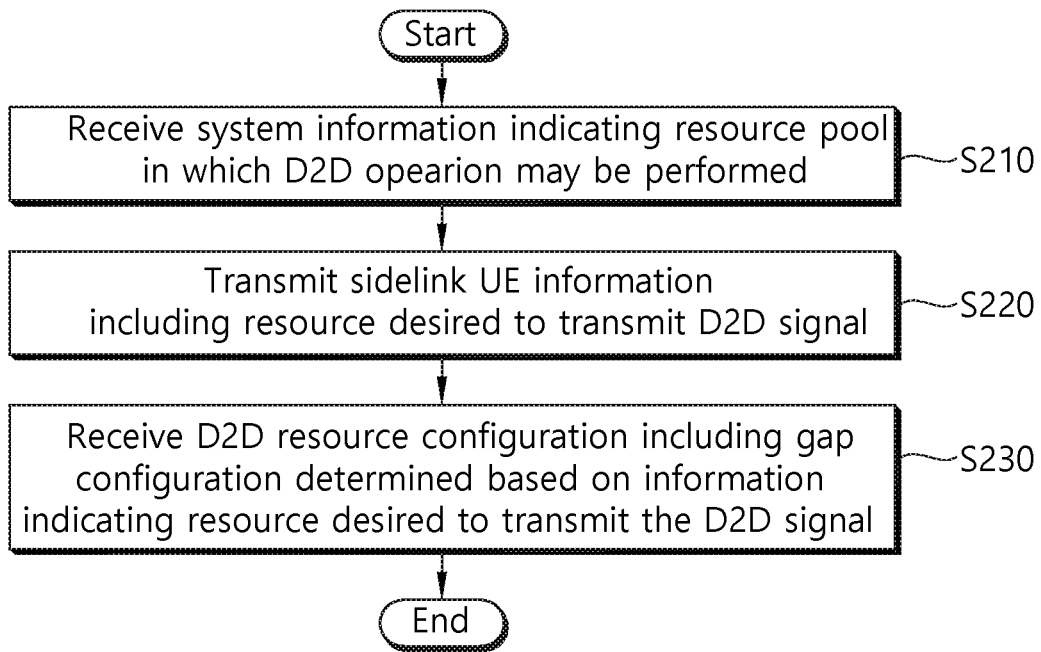 Start
Receive system information indicating resource pool
in which D2D opearion may be performed
S210
Transmit sidelink UE information
including resource desired to transmit D2D signal
S220
Receive D2D resource configuration including gap
configuration determined based on information
indicating resource desired to transmit the D2D signal
S230
End